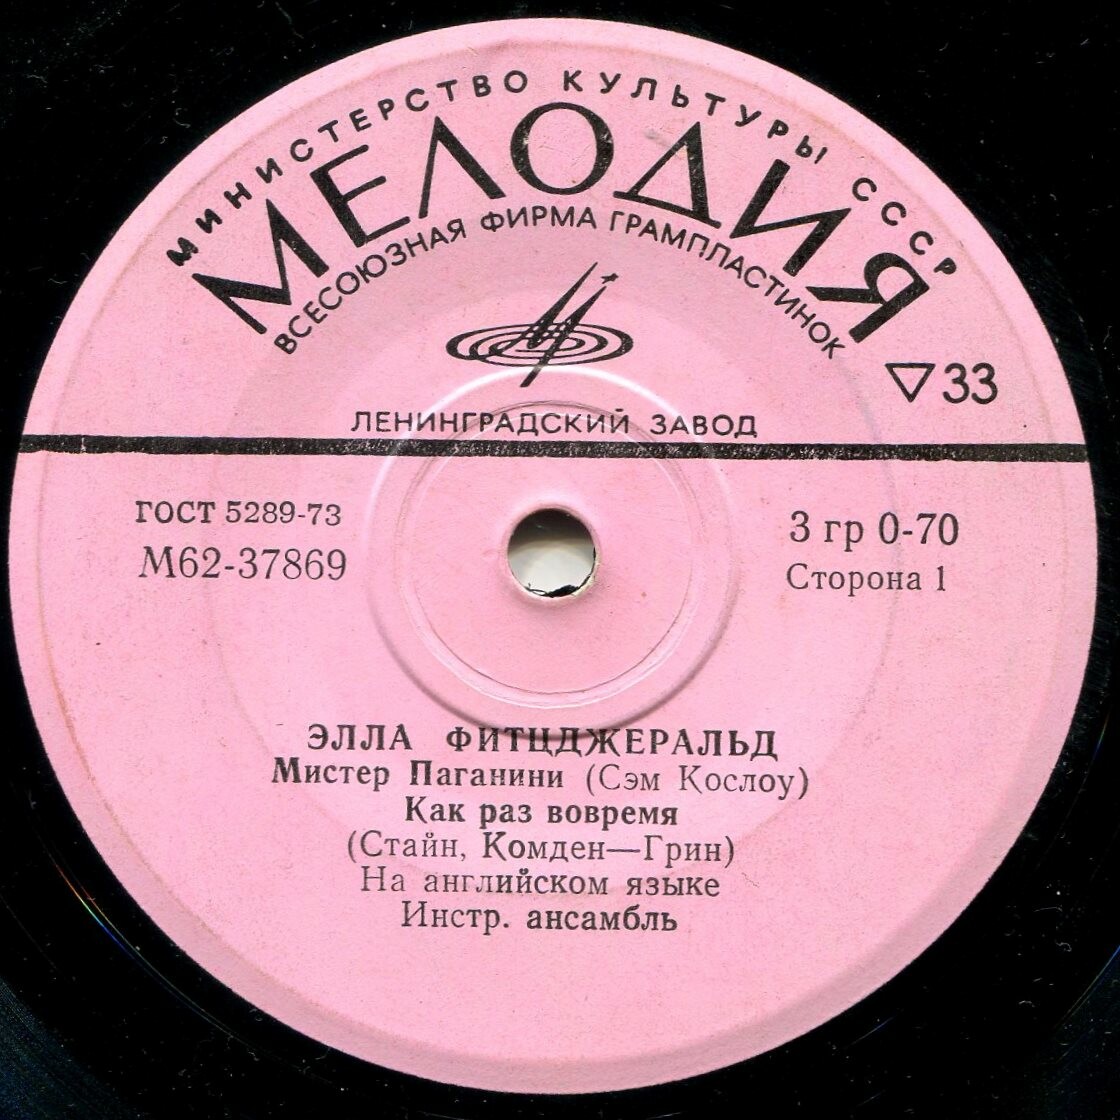 МИНИСТЕРСТВО КУЛЬТУРЫ СССР
МЕЛОДИЯ
ВСЕСОЮЗНАЯ ФИРМА ГРАМПЛАСТИНОК
▽33
ЛЕНИНГРАДСКИЙ ЗАВОД
ГОСТ 5289-73
М62-37869
3 гр 0-70
Сторона 1
ЭЛЛА ФИТЦДЖЕРАЛЬД
Мистер Паганини (Сэм Кослоу)
Как раз вовремя
(Стайн, Комден—Грин)
На английском языке
Инстр. ансамбль